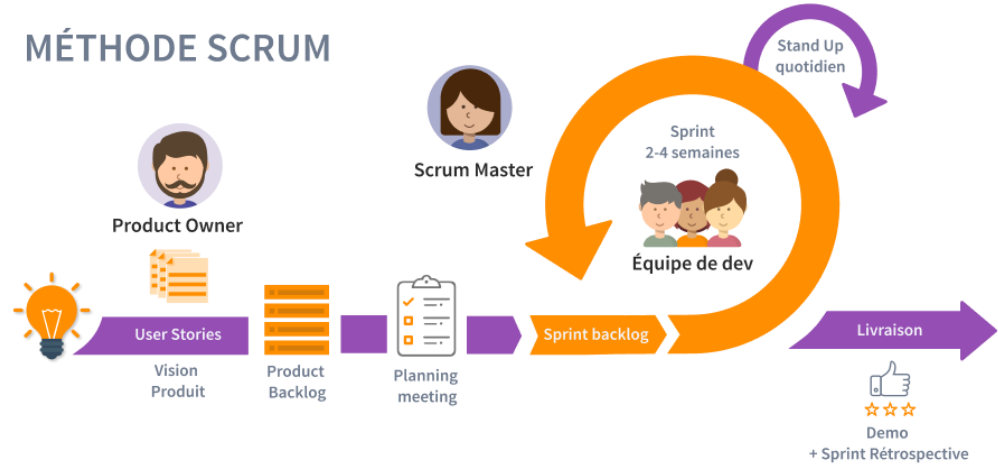 MÉTHODE SCRUM
Stand Up
quotidien
Scrum Master
Sprint
2-4 semaines
Product Owner
Équipe de dev
User Stories
Sprint backlog
Livraison
Vision
Produit
Product
Backlog
Planning
meeting
Demo
+ Sprint Rétrospective